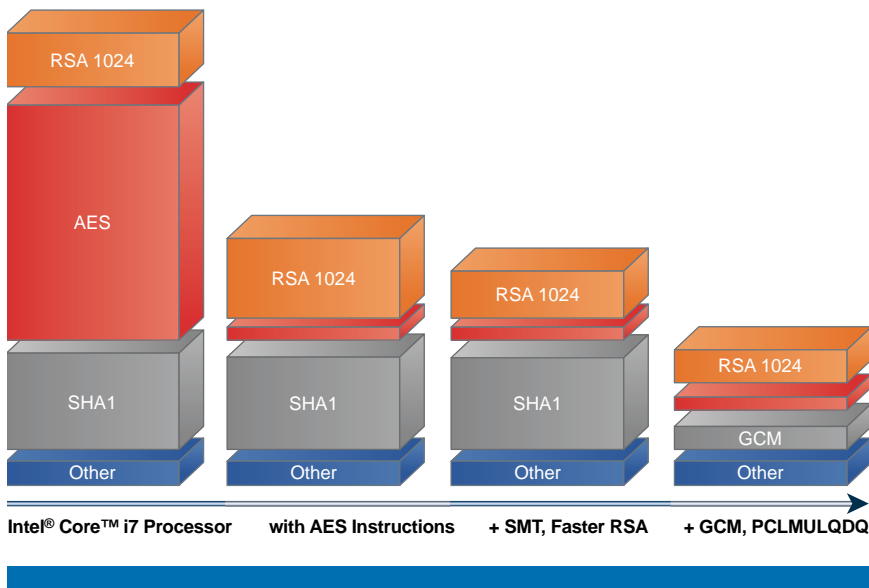 RSA 1024
AES
SHA1
Other
RSA 1024
SHA1
Other
RSA 1024
SHA1
Other
RSA 1024
GCM
Other
Intel® Core™ i7 Processor
with AES Instructions
+ SMT, Faster RSA
+ GCM, PCLMULQDQ